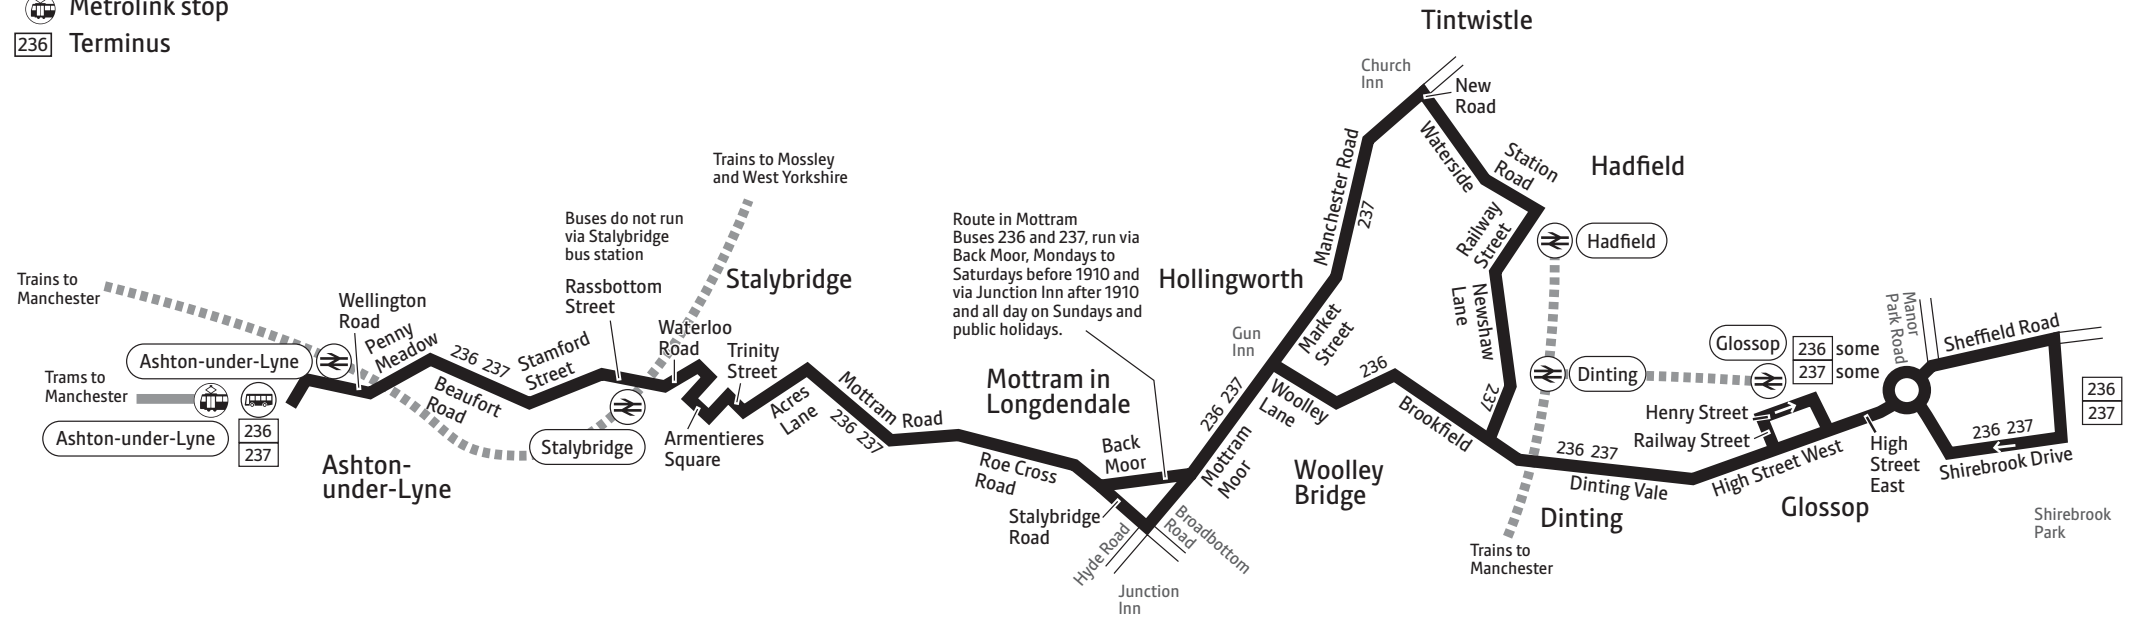 Metrolink stop
236 Terminus
Tintwistle
Church
Inn
New
Road
Waterside
Station
Road
Hadfield
Manchester Road
237
Railway
Street
Hadfield
Trains to Mossley
and West Yorkshire
Buses do not run
via Stalybridge
bus station
Rassbottom
Street
Stalybridge
Route in Mottram
Buses 236 and 237, run via
Back Moor, Mondays to
Saturdays before 1910 and
via Junction Inn after 1910
and all day on Sundays and
public holidays.
Hollingworth
Trains to
Manchester
Wellington
Road
Penny
Meadow
Ashton-under-Lyne
Trams to
Manchester
Ashton-under-Lyne
236
237
Ashton-
under-Lyne
236 237
Beaufort
Road
Stamford
Street
Stalybridge
Waterloo
Road
Trinity
Street
Armentieres
Square
Acres
Lane
Mottram Road
236 237
Mottram in
Longdendale
Roe Cross
Road
Back
Moor
Stalybridge
Road
Hyde Road
Broadbottom
Road
Junction
Inn
Mottram
Moor
236 237
Gun
Inn
Market
Street
Woolley
Lane
236
Woolley
Bridge
Brookfield
Newshaw
Lane
237
Dinting
236 237
Dinting Vale
Dinting
Trains to
Manchester
Glossop
236 some
237 some
Henry Street
Railway Street
High Street West
Glossop
High
Street
East
Manor
Park Road
Sheffield Road
236 237
Shirebrook Drive
236
237
Shirebrook
Park